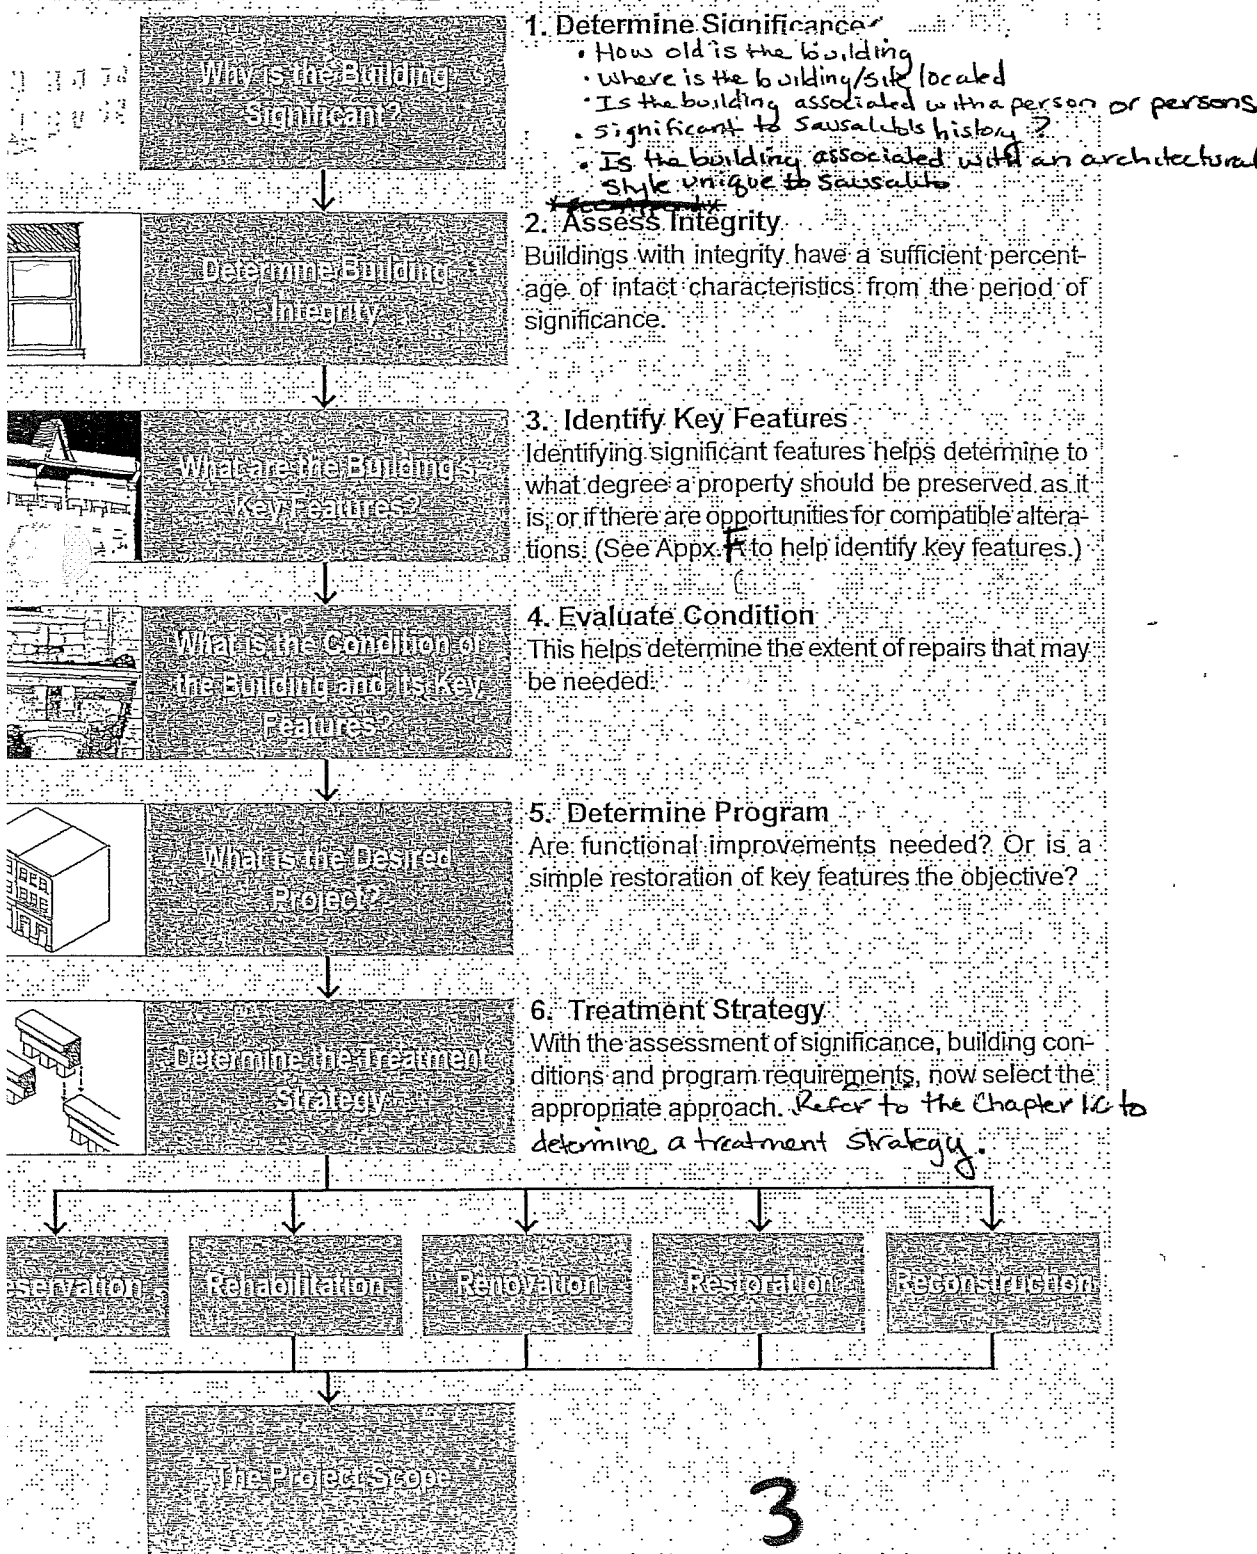 Why is the Building
Significant?
1. Determine Significance
• How old is the building
• where is the building/site located
• Is the building associated with a person or persons
• significant to Sausalito's history?
• Is the building associated with an architectural
style unique to Sausalito
Determine Building
Integrity
2. Assess Integrity
Buildings with integrity have a sufficient percent-
age of intact characteristics from the period of
significance.
What are the Building's
Key Features?
3. Identify Key Features
Identifying significant features helps determine to
what degree a property should be preserved as it
is, or if there are opportunities for compatible altera-
tions. (See Appx. F to help identify key features.)
What is the Condition of
the Building and its Key
Features?
4. Evaluate Condition
This helps determine the extent of repairs that may
be needed.
What is the Desired
Project?
5. Determine Program
Are functional improvements needed? Or is a
simple restoration of key features the objective?
Determine the Treatment
Strategy
6. Treatment Strategy
With the assessment of significance, building con-
ditions and program requirements, now select the
appropriate approach. Refer to the Chapter to
determine a treatment strategy.
eservation
Rehabilitation
Renovation
Restoration
Reconstruction
The Project Scope
3